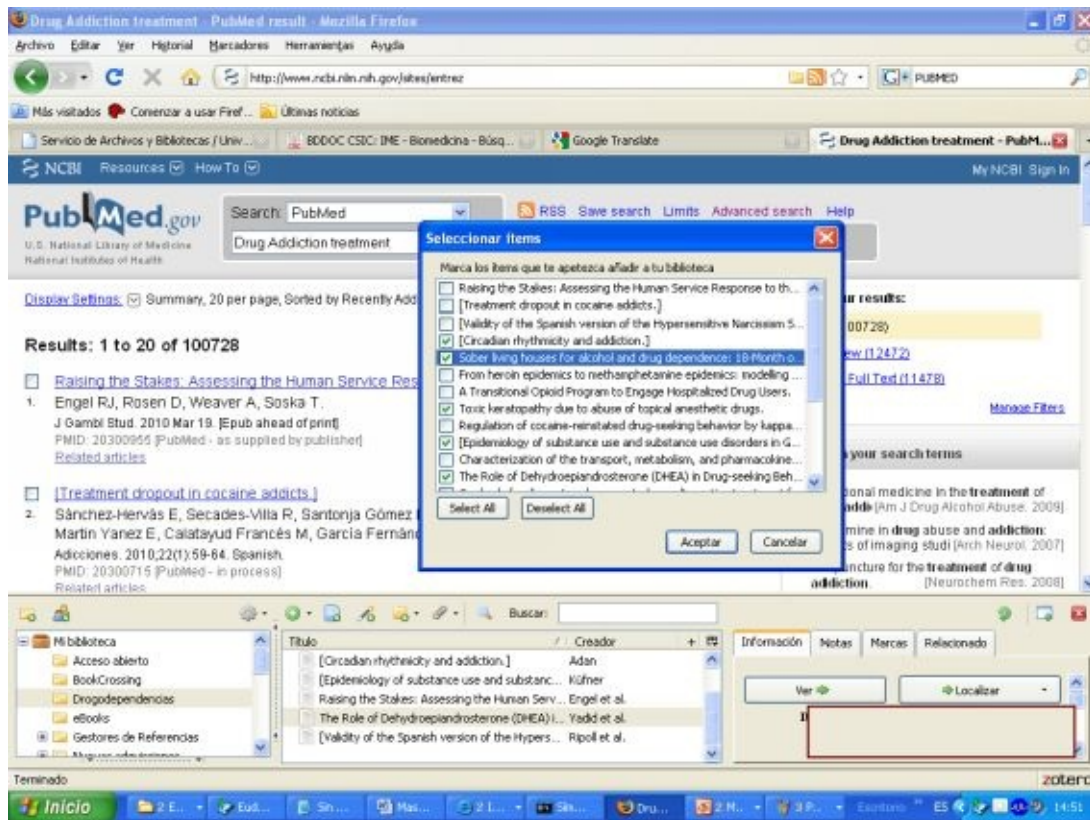 Drug Addiction treatment - PubMed result - Mozilla Firefox
Archivo Editar Ver Historial Marcadores Herramientas Ayuda
http://www.ncbi.nlm.nih.gov/sites/entrez
PUBMED
Más visitados Comenzar a usar Firef... Últimas noticias
Servicio de Archivos y Bibliotecas / Univ... BDDOC CSIC: IME - Biomedicina - Búsq... Google Translate Drug Addiction treatment - PubM...
NCBI Resources How To My NCBI Sign In
PubMed.gov
U.S. National Library of Medicine
National Institutes of Health
Search: PubMed
RSS Save search Limits Advanced search Help
Drug Addiction treatment
Seleccionar ítems
Marca los ítems que te apetezca añadir a tu biblioteca
Raising the Stakes: Assessing the Human Service Response to th...
[Treatment dropout in cocaine addicts.]
[Validity of the Spanish version of the Hypersensitive Narcissism S...
[Circadian rhythmicity and addiction.]
Sober living houses for alcohol and drug dependence: 18-Month o...
From heroin epidemics to methamphetamine epidemics: modelling ...
A Transitional Opioid Program to Engage Hospitalized Drug Users.
Toxic keratopathy due to abuse of topical anesthetic drugs.
Regulation of cocaine-reinstated drug-seeking behavior by kappa...
[Epidemiology of substance use and substance use disorders in G...
Characterization of the transport, metabolism, and pharmacokine...
The Role of Dehydroepiandrosterone (DHEA) in Drug-seeking Beh...
Select All Deselect All
Aceptar Cancelar
Display Settings: Summary, 20 per page, Sorted by Recently Add
Results: 1 to 20 of 100728
Raising the Stakes: Assessing the Human Service Res
1. Engel RJ, Rosen D, Weaver A, Soska T.
J Gambl Stud. 2010 Mar 19. [Epub ahead of print]
PMID: 20300955 [PubMed - as supplied by publisher]
Related articles
[Treatment dropout in cocaine addicts.]
2. Sánchez-Hervás E, Secades-Villa R, Santonja Gómez
Martin Yanez E, Calatayud Francés M, García Fernán
Adicciones. 2010;22(1):59-64. Spanish.
PMID: 20300715 [PubMed - in process]
Related articles
ur results:
00728)
ew (12472)
Full Text (11478)
Manage Filters
your search terms
onal medicine in the treatment of
addi [Am J Drug Alcohol Abuse. 2009]
mine in drug abuse and addiction:
s of imaging studi [Arch Neurol. 2007]
uncture for the treatment of drug
addiction. [Neurochem Res. 2008]
Buscar:
Mi biblioteca
Acceso abierto
BookCrossing
Drogodependencias
eBooks
Gestores de Referencias
Título Creador
[Circadian rhythmicity and addiction.] Adan
[Epidemiology of substance use and substanc... Küfner
Raising the Stakes: Assessing the Human Serv... Engel et al.
The Role of Dehydroepiandrosterone (DHEA) i... Yadid et al.
[Validity of the Spanish version of the Hypers... Ripoll et al.
Información Notas Marcas Relacionado
Ver Localizar
Terminado
zotero
Inicio 2 E... Eud... Sin... Mas... 2 I... Sin... Dru... 2 M... 3 P... Escritorio ES 14:51